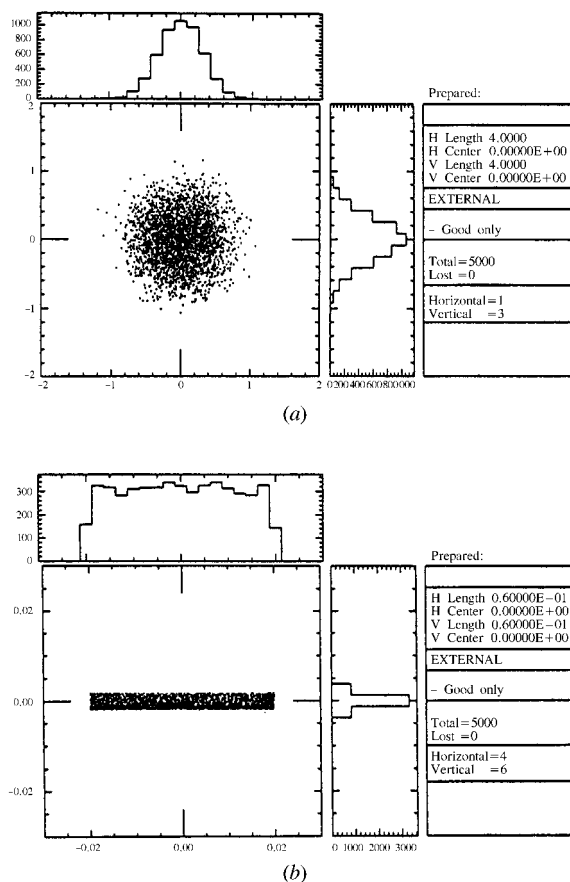 1000
800
600
400
200
0
2
1
0
−1
−2
−2 −1 0 1 2
0200400600800000
Prepared:
H Length 4.0000
H Center 0.00000E+00
V Length 4.0000
V Center 0.00000E+00
EXTERNAL
– Good only
Total=5000
Lost =0
Horizontal=1
Vertical =3
(a)
300
200
100
0
0.02
0.00
−0.02
−0.02 0.00 0.02
0 1000 2000 3000
Prepared:
H Length 0.60000E−01
H Center 0.00000E+00
V Length 0.60000E−01
V Center 0.00000E+00
EXTERNAL
– Good only
Total=5000
Lost =0
Horizontal=4
Vertical =6
(b)